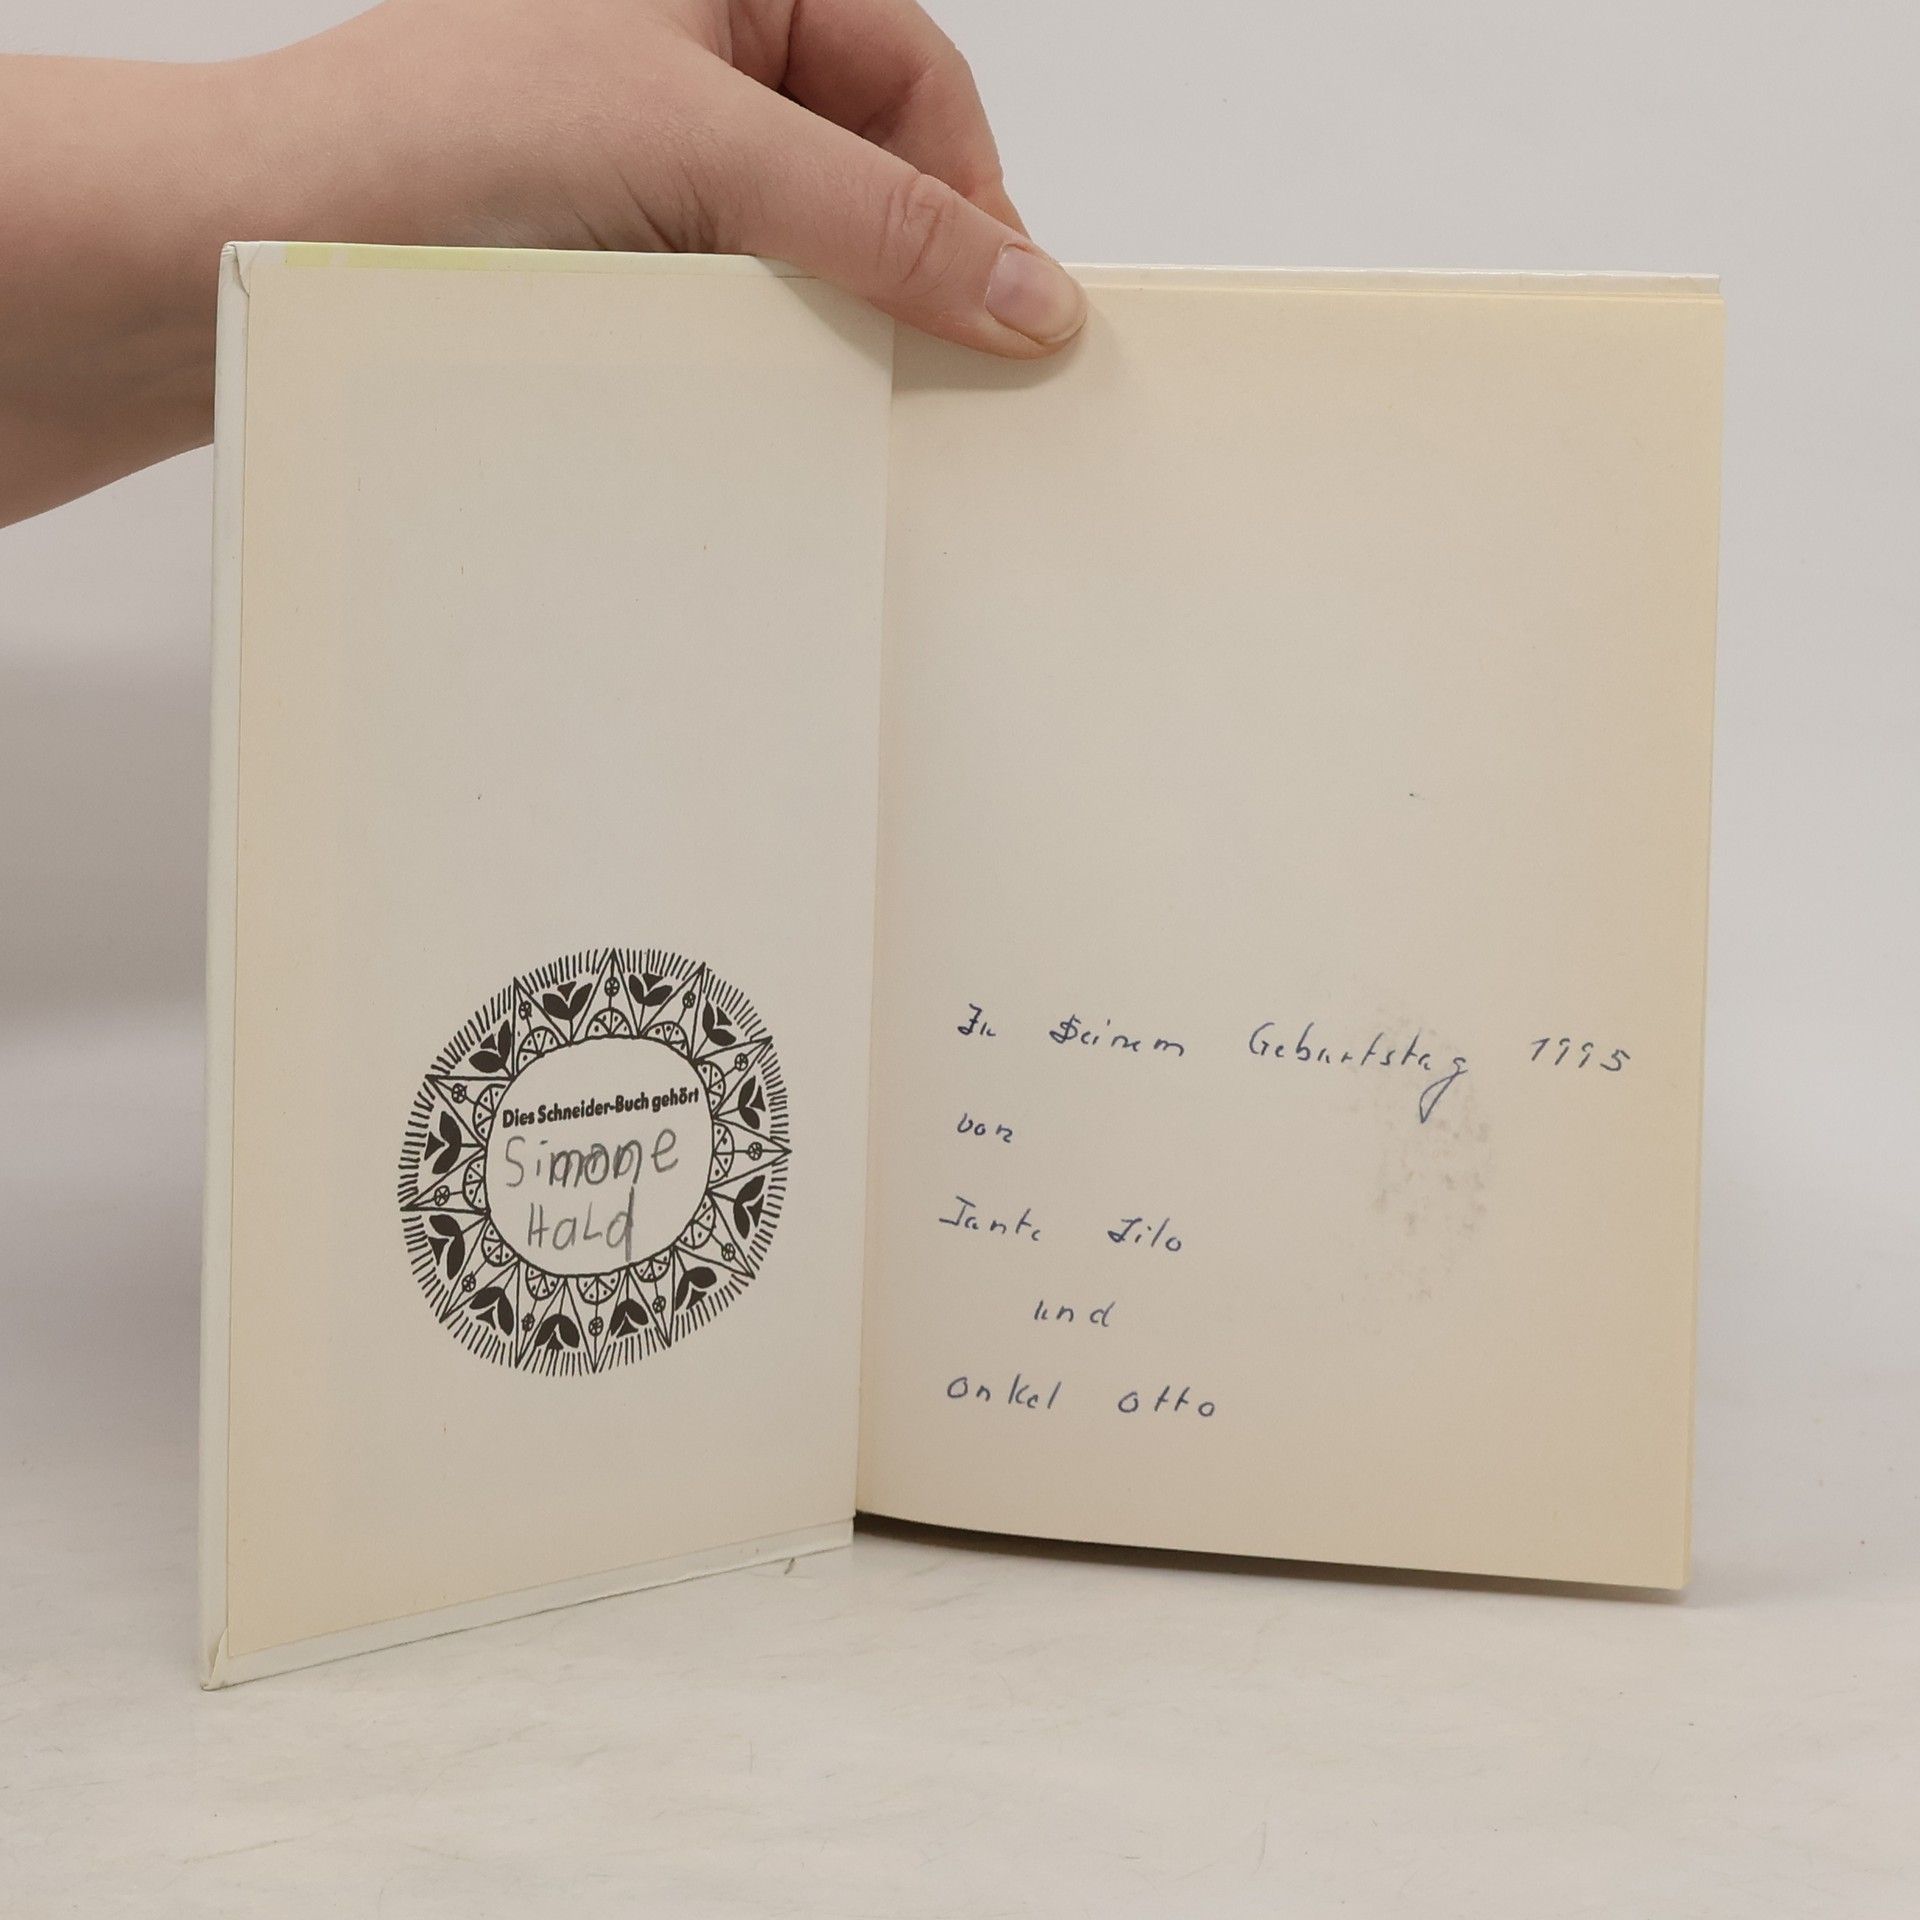 Dies Schneider-Buch gehört
Simone
Hald
Zu Deinem Geburtstag 1995
von
Tante Lilo
und
Onkel Otto